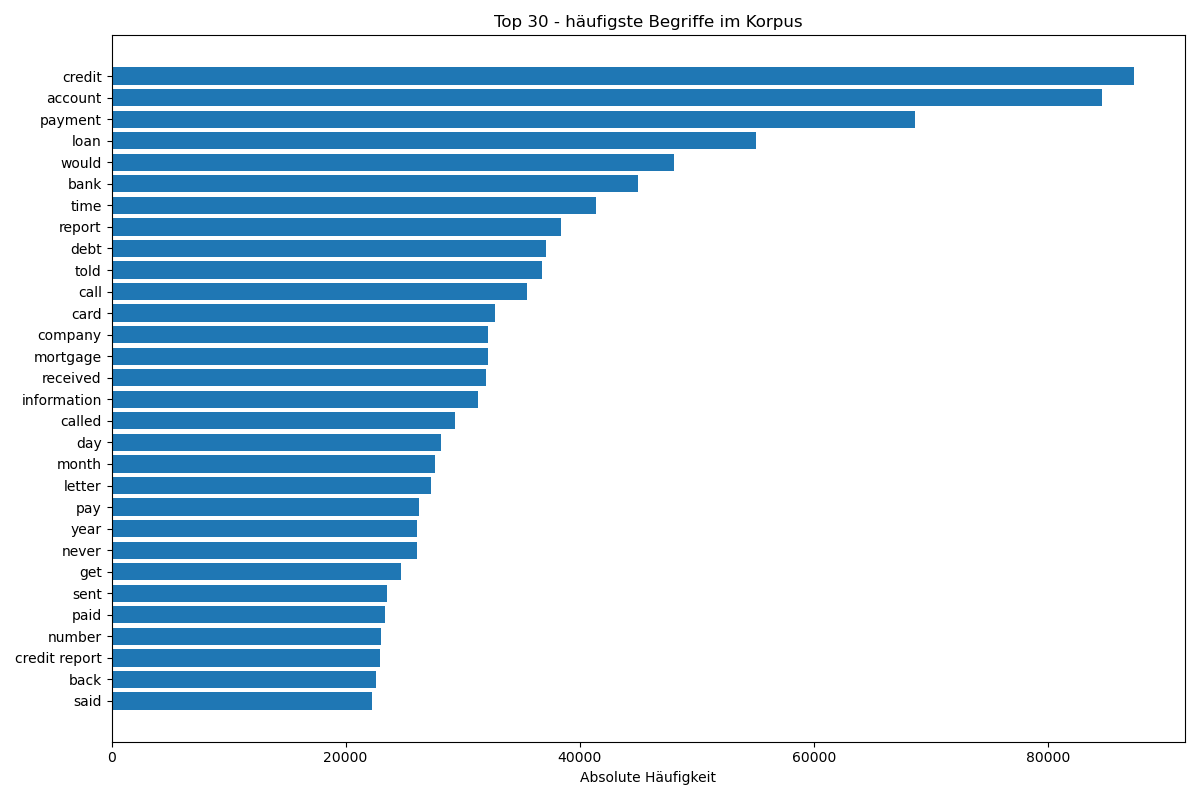 Top 30 - häufigste Begriffe im Korpus
credit
account
payment
loan
would
bank
time
report
debt
told
call
card
company
mortgage
received
information
called
day
month
letter
pay
year
never
get
sent
paid
number
credit report
back
said
0 20000 40000 60000 80000
Absolute Häufigkeit